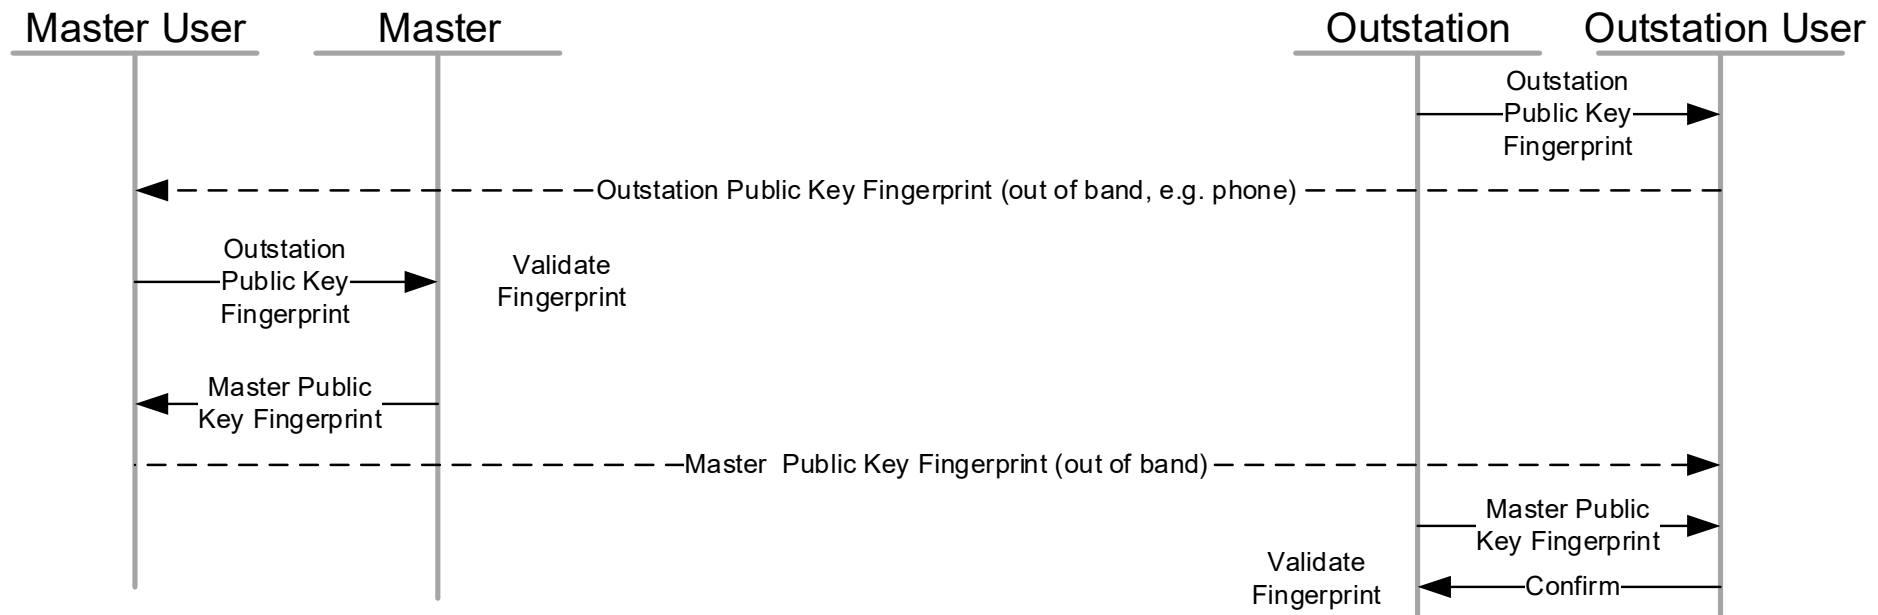 Master User
Master
Outstation
Outstation User
Outstation
Public Key
Fingerprint
Outstation Public Key Fingerprint (out of band, e.g. phone)
Outstation
Public Key
Fingerprint
Validate
Fingerprint
Master Public
Key Fingerprint
Master  Public Key Fingerprint (out of band)
Master Public
Key Fingerprint
Validate
Fingerprint
Confirm